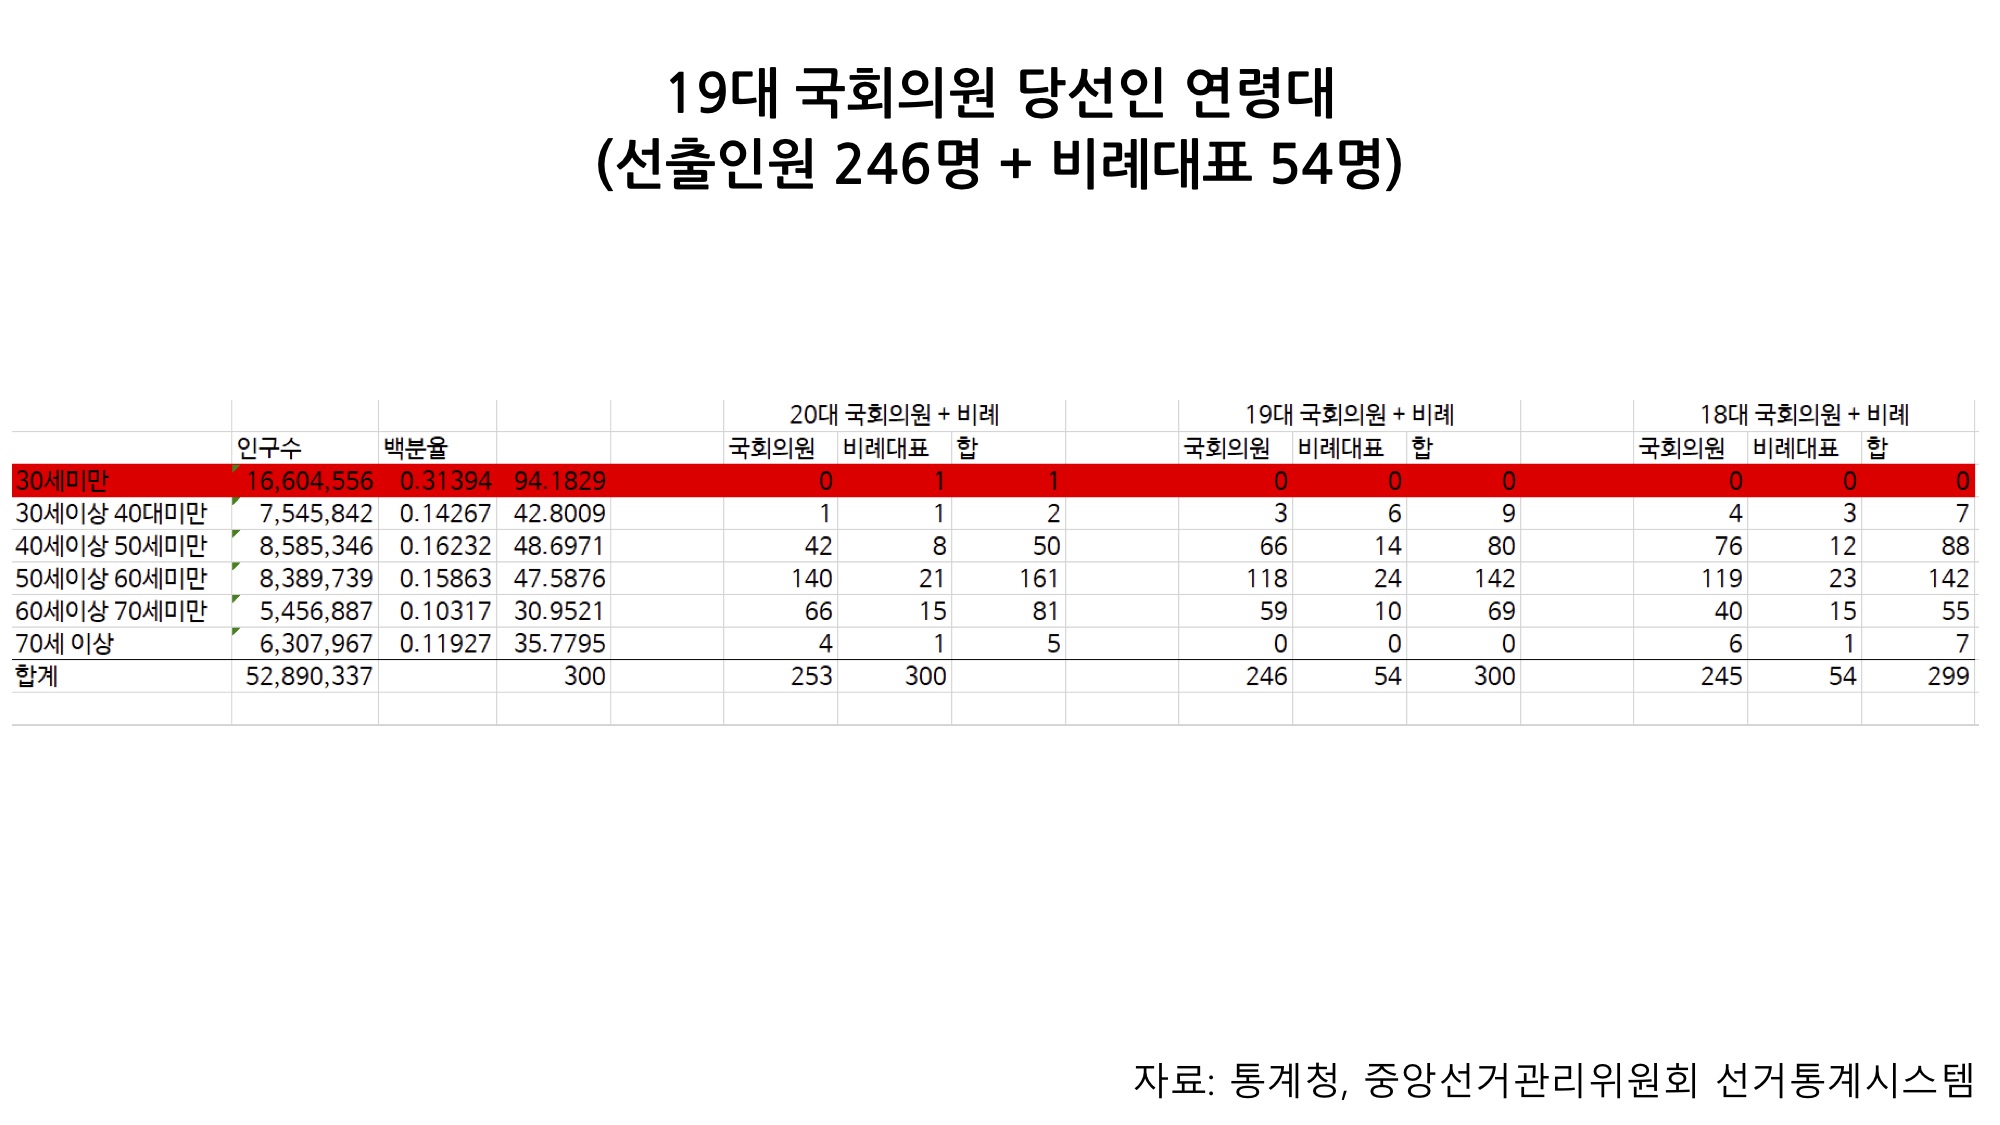 19대 국회의원 당선인 연령대
(선출인원 246명 + 비례대표 54명)
20대 국회의원 + 비례 19대 국회의원 + 비례 18대 국회의원 + 비례
인구수 백분율 국회의원 비례대표 합 국회의원 비례대표 합 국회의원 비례대표 합
30세미만 16,604,556 0.31394 94.1829 0 1 1 0 0 0 0 0 0
30세이상 40대미만 7,545,842 0.14267 42.8009 1 1 2 3 6 9 4 3 7
40세이상 50세미만 8,585,346 0.16232 48.6971 42 8 50 66 14 80 76 12 88
50세이상 60세미만 8,389,739 0.15863 47.5876 140 21 161 118 24 142 119 23 142
60세이상 70세미만 5,456,887 0.10317 30.9521 66 15 81 59 10 69 40 15 55
70세 이상 6,307,967 0.11927 35.7795 4 1 5 0 0 0 6 1 7
합계 52,890,337 300 253 300 246 54 300 245 54 299
자료: 통계청, 중앙선거관리위원회 선거통계시스템